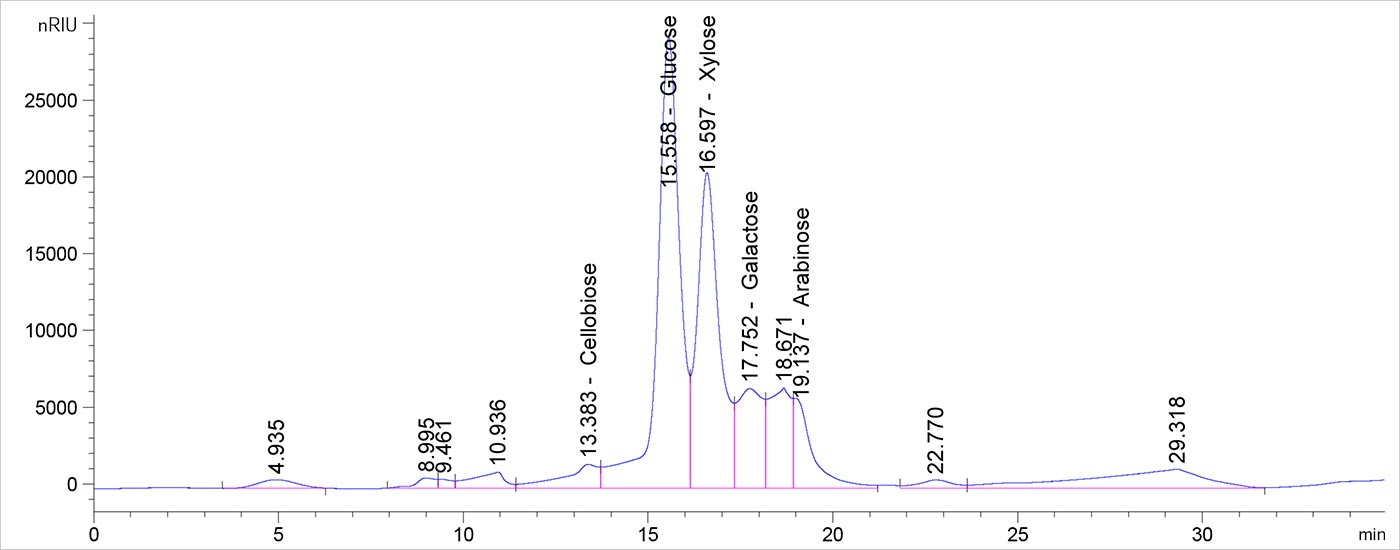 nRIU
25000
20000
15000
10000
5000
0
4.935
8.995
9.461
10.936
13.383 - Cellobiose
15.558 - Glucose
16.597 - Xylose
17.752 - Galactose
18.671
19.137 - Arabinose
22.770
29.318
0 5 10 15 20 25 30 min